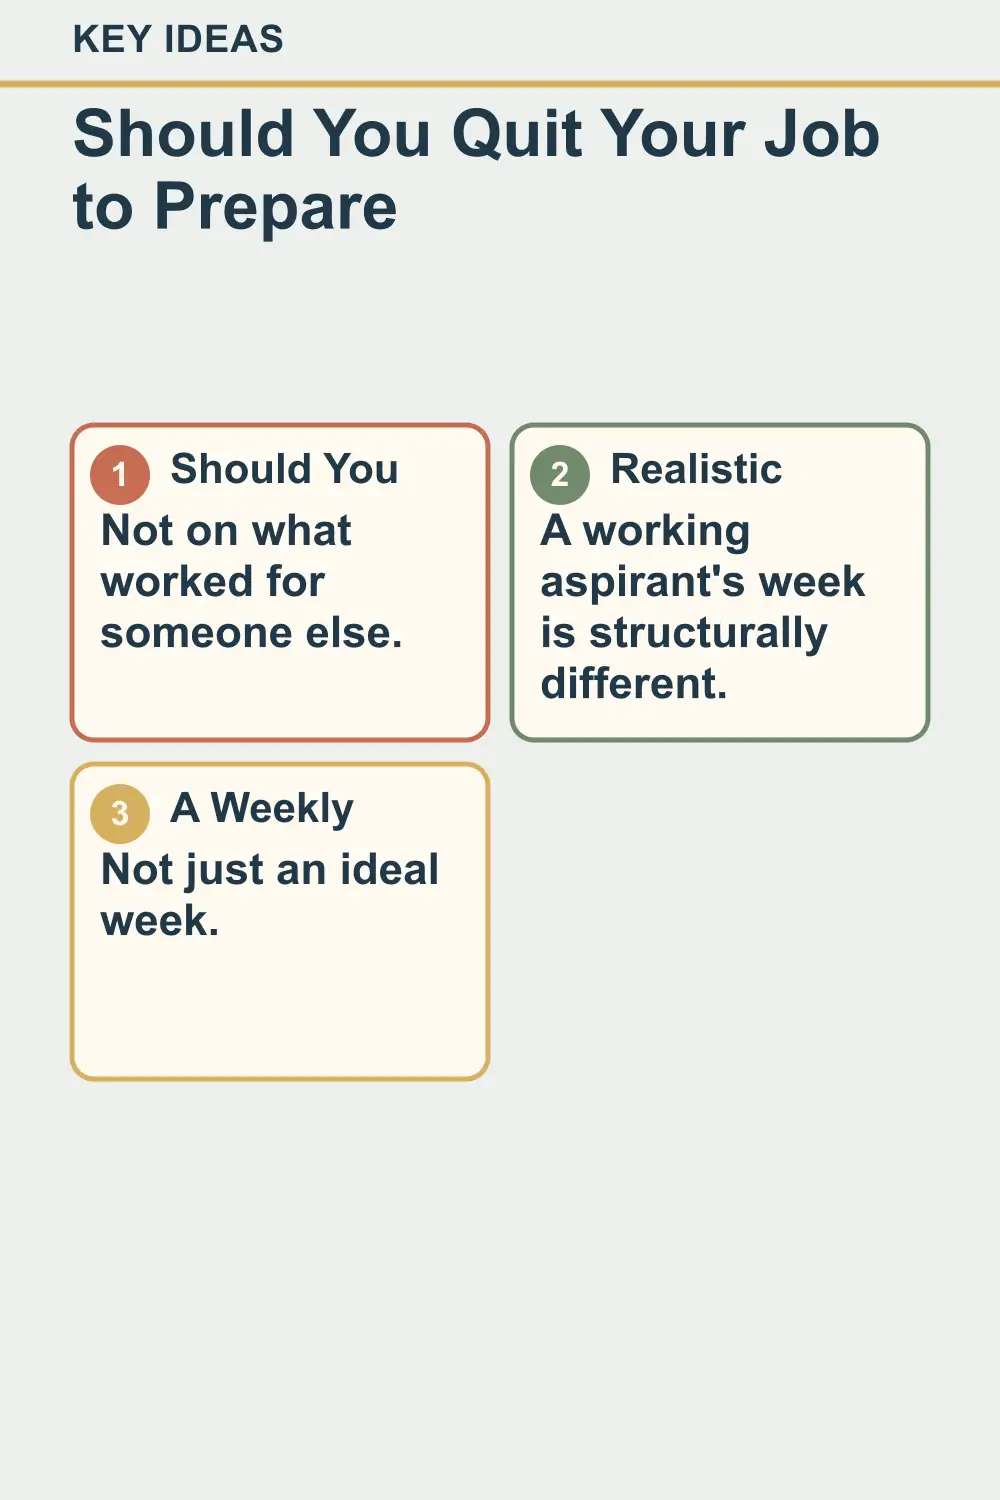 KEY IDEAS
Should You Quit Your Job
to Prepare
1 Should You
Not on what
worked for
someone else.
2 Realistic
A working
aspirant's week
is structurally
different.
3 A Weekly
Not just an ideal
week.